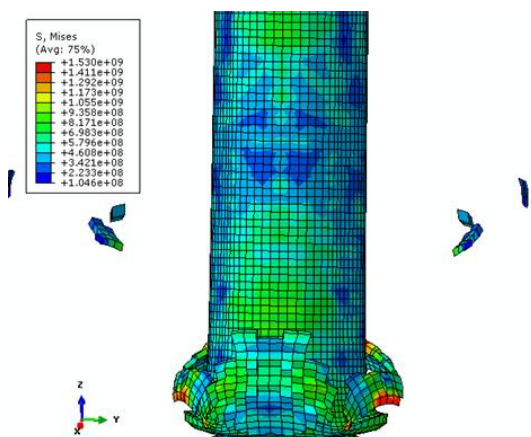 S, Mises
(Avg: 75%)
+1.530e+09
+1.411e+09
+1.292e+09
+1.173e+09
+1.055e+09
+9.358e+08
+8.171e+08
+6.983e+08
+5.796e+08
+4.608e+08
+3.421e+08
+2.233e+08
+1.046e+08
Z
Y
X